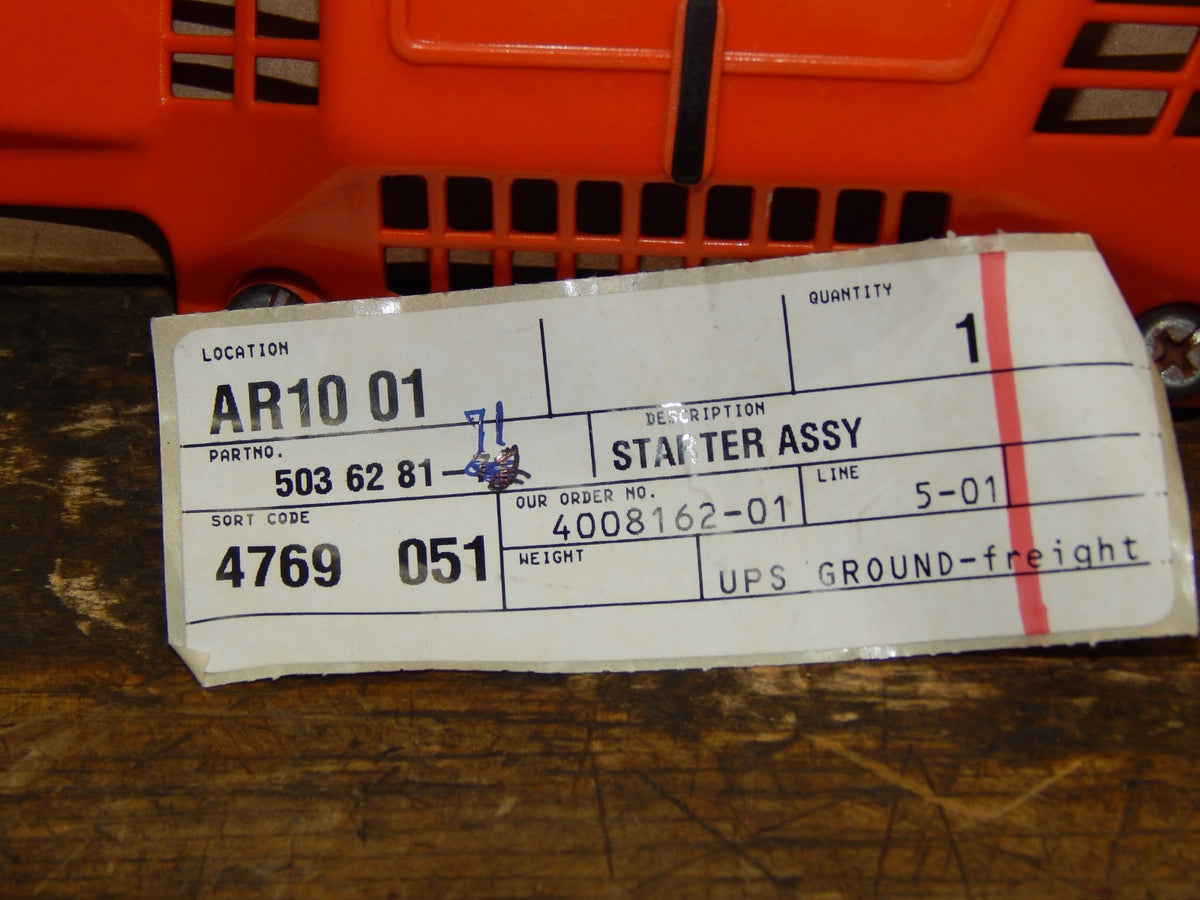 LOCATION
QUANTITY
AR10 01
1
PARTNO.
DESCRIPTION
71
503 62 81-
STARTER ASSY
SORT CODE
OUR ORDER NO.
LINE
4008162-01
5-01
4769 051
WEIGHT
UPS GROUND-freight